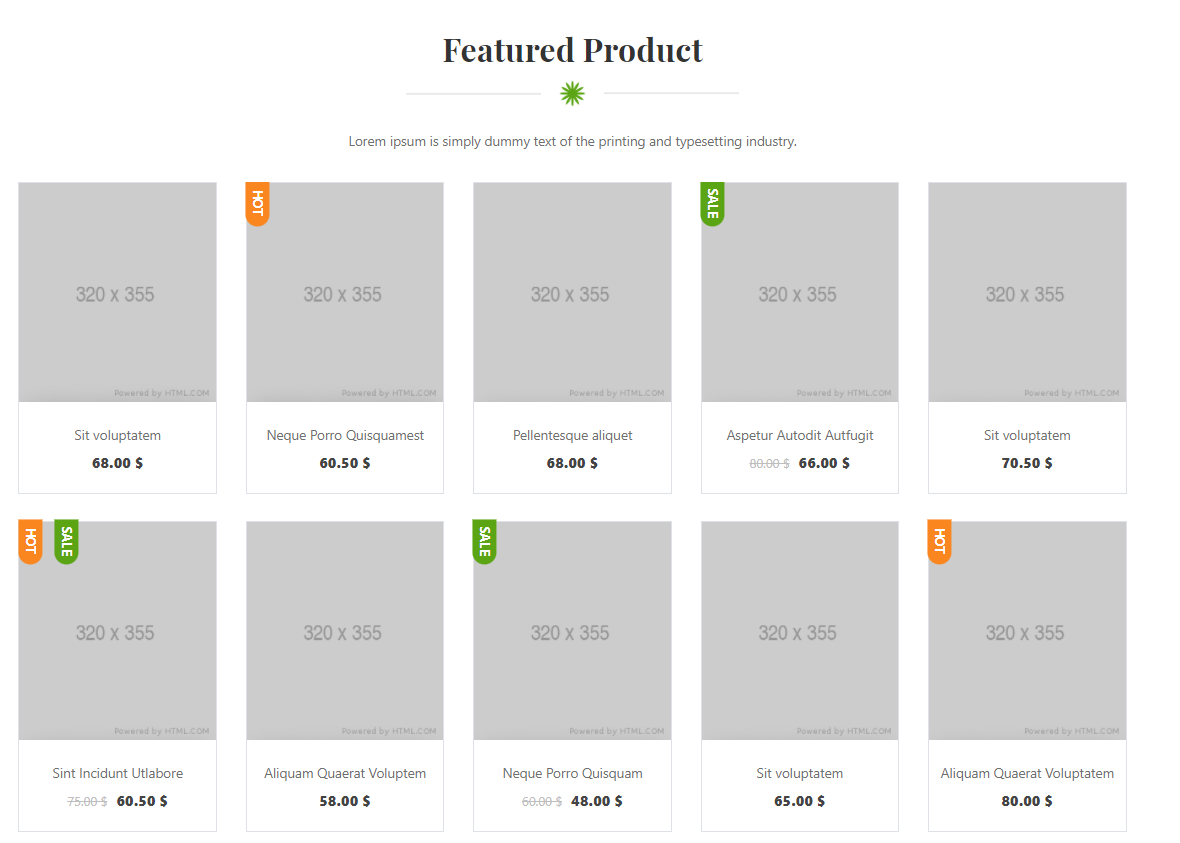 Featured Product
Lorem ipsum is simply dummy text of the printing and typesetting industry.
320 x 355
Powered by HTML.COM
Sit voluptatem
68.00 $
HOT
320 x 355
Powered by HTML.COM
Neque Porro Quisquamest
60.50 $
320 x 355
Powered by HTML.COM
Pellentesque aliquet
68.00 $
SALE
320 x 355
Powered by HTML.COM
Aspetur Autodit Autfugit
80.00 $ 66.00 $
320 x 355
Powered by HTML.COM
Sit voluptatem
70.50 $
HOT SALE
320 x 355
Powered by HTML.COM
Sint Incidunt Utlabore
75.00 $ 60.50 $
320 x 355
Powered by HTML.COM
Aliquam Quaerat Voluptem
58.00 $
SALE
320 x 355
Powered by HTML.COM
Neque Porro Quisquam
60.00 $ 48.00 $
320 x 355
Powered by HTML.COM
Sit voluptatem
65.00 $
HOT
320 x 355
Powered by HTML.COM
Aliquam Quaerat Voluptatem
80.00 $